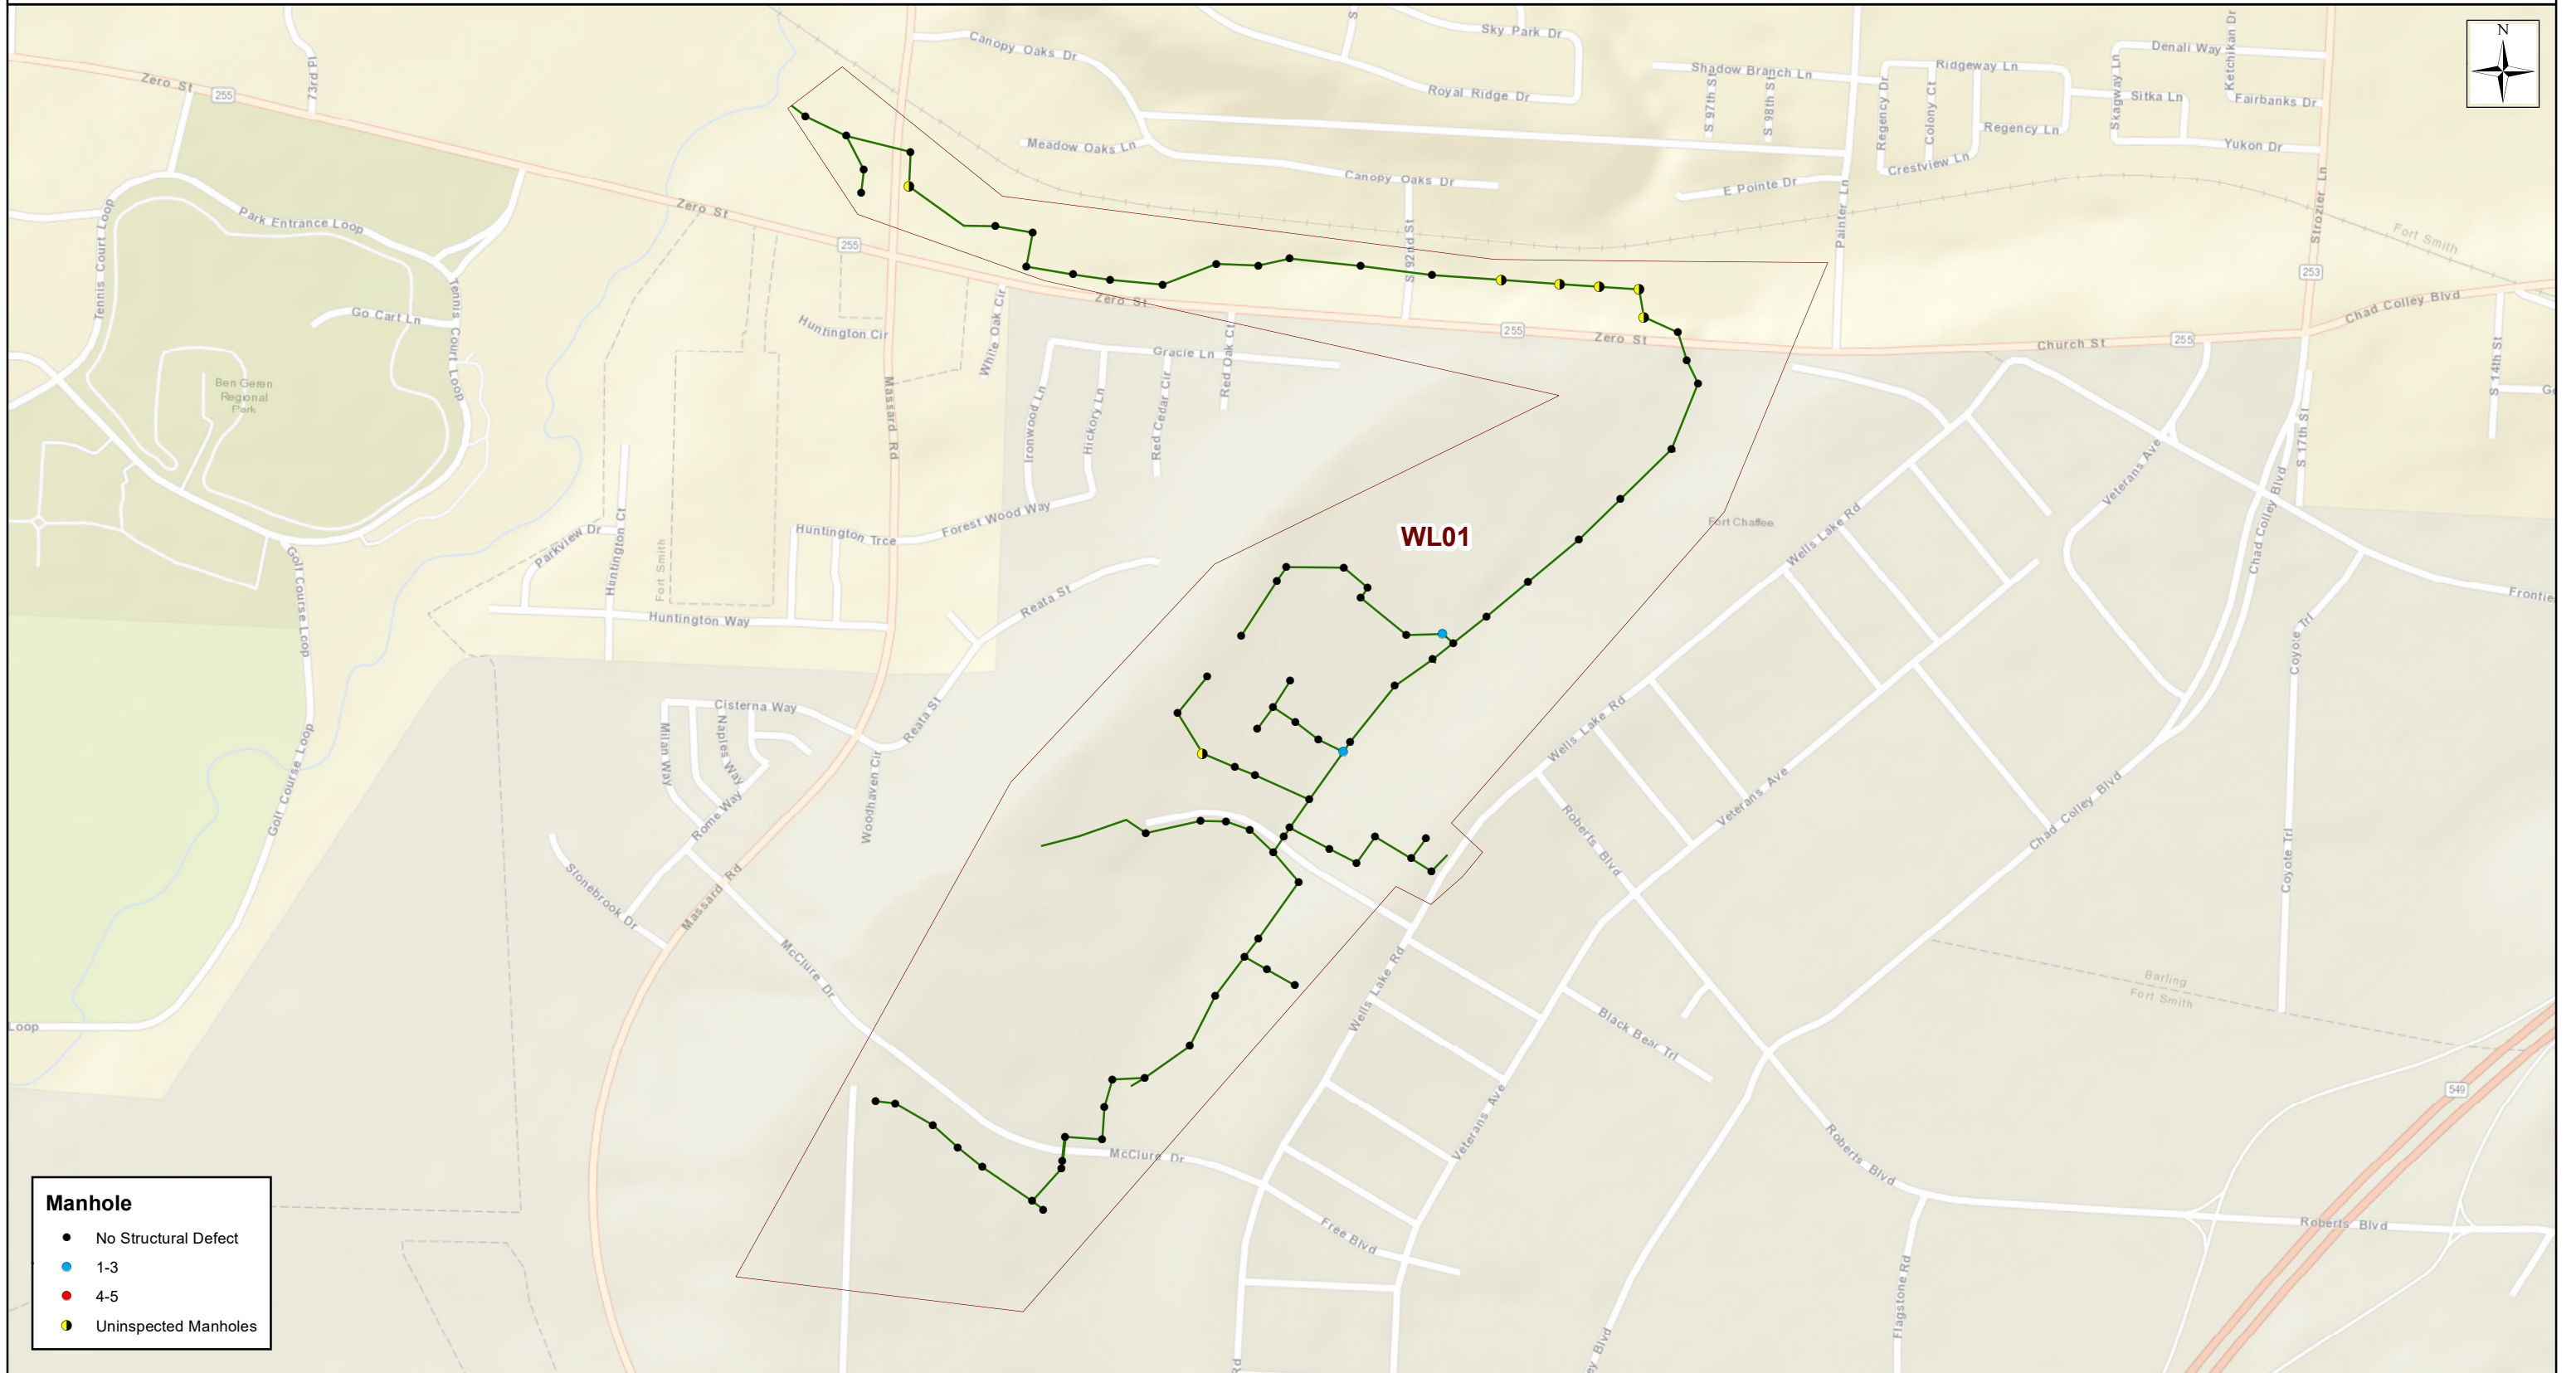 N
Canopy Oaks Dr
Sky Park Dr
Royal Ridge Dr
Shadow Branch Ln
Ridgeway Ln
Denali Way
Ketchikan Dr
Zero St
255
73rd Pl
S 97th St
S 98th St
Regency Dr
Colony Ct
Regency Ln
Crestview Ln
Skagway Ln
Sitka Ln
Fairbanks Dr
Yukon Dr
Meadow Oaks Ln
Canopy Oaks Dr
E Pointe Dr
Painter Ln
Strozier Ln
Fort Smith
Tennis Court Loop
Park Entrance Loop
Zero St
255
S 92nd St
253
Tennis Court Loop
Go Cart Ln
Huntington Cir
While Oak Cir
Zero St
255
Zero St
Church St
255
Chad Colley Blvd
S 14th St
Ge
Ben Geren
Regional
Park
Massard Rd
Gracie Ln
Red Oak Ct
Ironwood Ln
Hickory Ln
Red Cedar Cir
S 17th St
Veterans Ave
Chad Colley Blvd
Forest Wood Way
Huntington Trce
Parkview Dr
Huntington Ct
Fort Smith
Fort Chaffee
WL01
Wells Lake Rd
Golf Course Loop
Huntington Way
Reata St
Frontie
Coyote Trl
Cisterna Way
Milan Way
Naples Way
Rome Way
Reata St
Woodhaven Cir
Wells Lake Rd
Golf Course Loop
Veterans Ave
Chad Colley Blvd
Roberts Blvd
Coyote Trl
Stonebrook Dr
Massard Rd
McClure Dr
Wells Lake Rd
Barling
Fort Smith
Loop
Black Bear Trl
549
McClure Dr
Veterans Ave
Roberts Blvd
Roberts Blvd
Free Blvd
Flagstone Rd
Rd
ey Blvd
Manhole
No Structural Defect
1-3
4-5
Uninspected Manholes